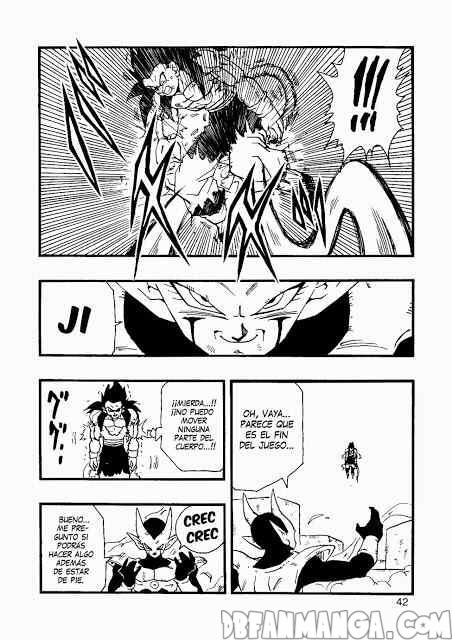 !!!
JI
OH, VAYA...
PARECE QUE
ES EL FIN
DEL JUEGO...
¡¡MIERDA...!!
¡¡NO PUEDO
MOVER
NINGUNA
PARTE DEL
CUERPO...!!
CREC
CREC
BUENO...
ME PRE-
GUNTO SI
PODRÁS
HACER ALGO
ADEMÁS
DE ESTAR
DE PIE.
42
DBFANMANGA.COM